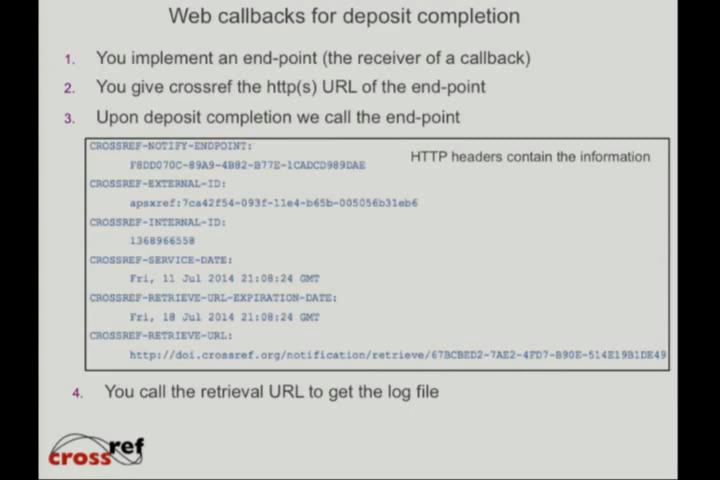 Web callbacks for deposit completion
1. You implement an end-point (the receiver of a callback)
2. You give crossref the http(s) URL of the end-point
3. Upon deposit completion we call the end-point
HTTP headers contain the information
CROSSREF-NOTIFY-ENDPOINT:
F8DD070C-89A9-4B82-B77E-1CADCD989DAE
CROSSREF-EXTERNAL-ID:
apsxref:7ca42f54-093f-11e4-b65b-005056b31eb6
CROSSREF-INTERNAL-ID:
1368966558
CROSSREF-SERVICE-DATE:
Fri, 11 Jul 2014 21:08:24 GMT
CROSSREF-RETRIEVE-URL-EXPIRATION-DATE:
Fri, 18 Jul 2014 21:08:24 GMT
CROSSREF-RETRIEVE-URL:
http://doi.crossref.org/notification/retrieve/67BCBED2-7AE2-4FD7-B90E-514E19B1DE49
4. You call the retrieval URL to get the log file
crossref